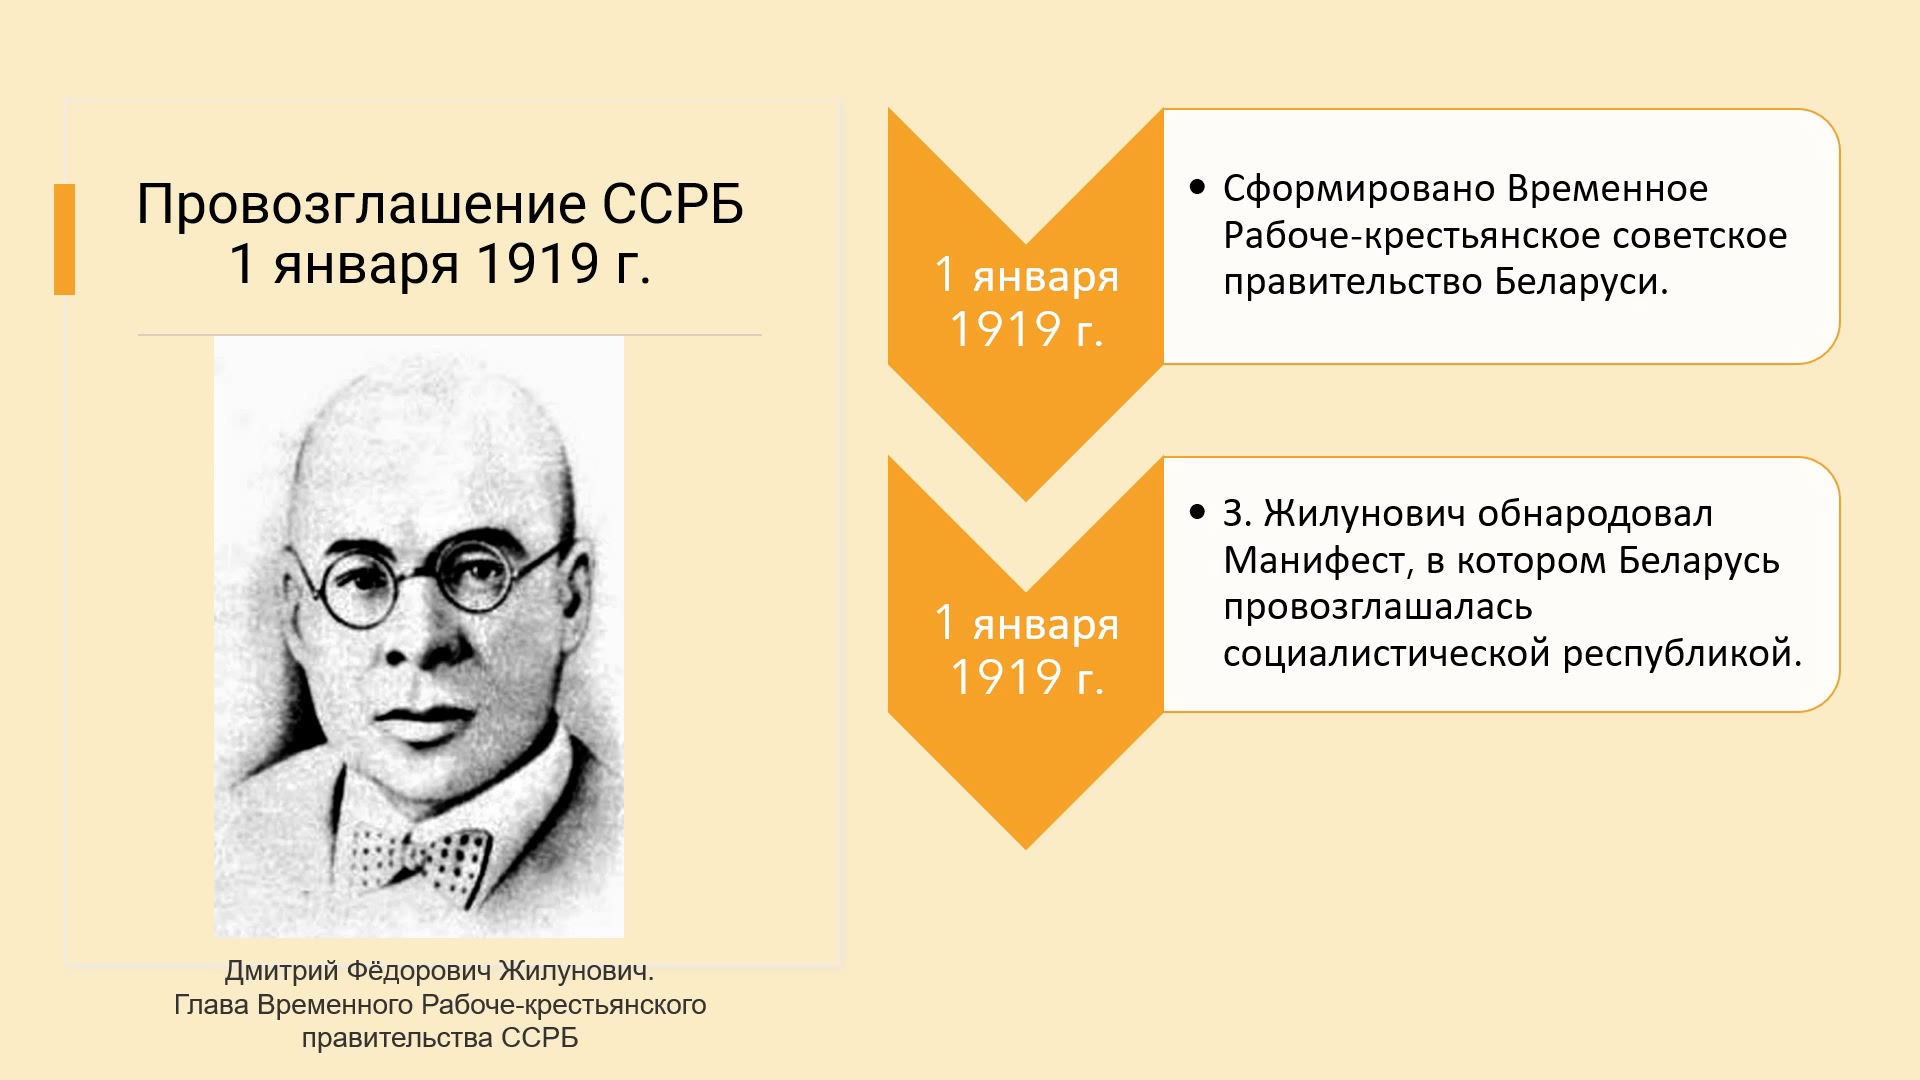 Провозглашение ССРБ
1 января 1919 г.
Дмитрий Фёдорович Жилунович.
Глава Временного Рабоче-крестьянского
правительства ССРБ
1 января
1919 г.
• Сформировано Временное
Рабоче-крестьянское советское
правительство Беларуси.
1 января
1919 г.
• З. Жилунович обнародовал
Манифест, в котором Беларусь
провозглашалась
социалистической республикой.